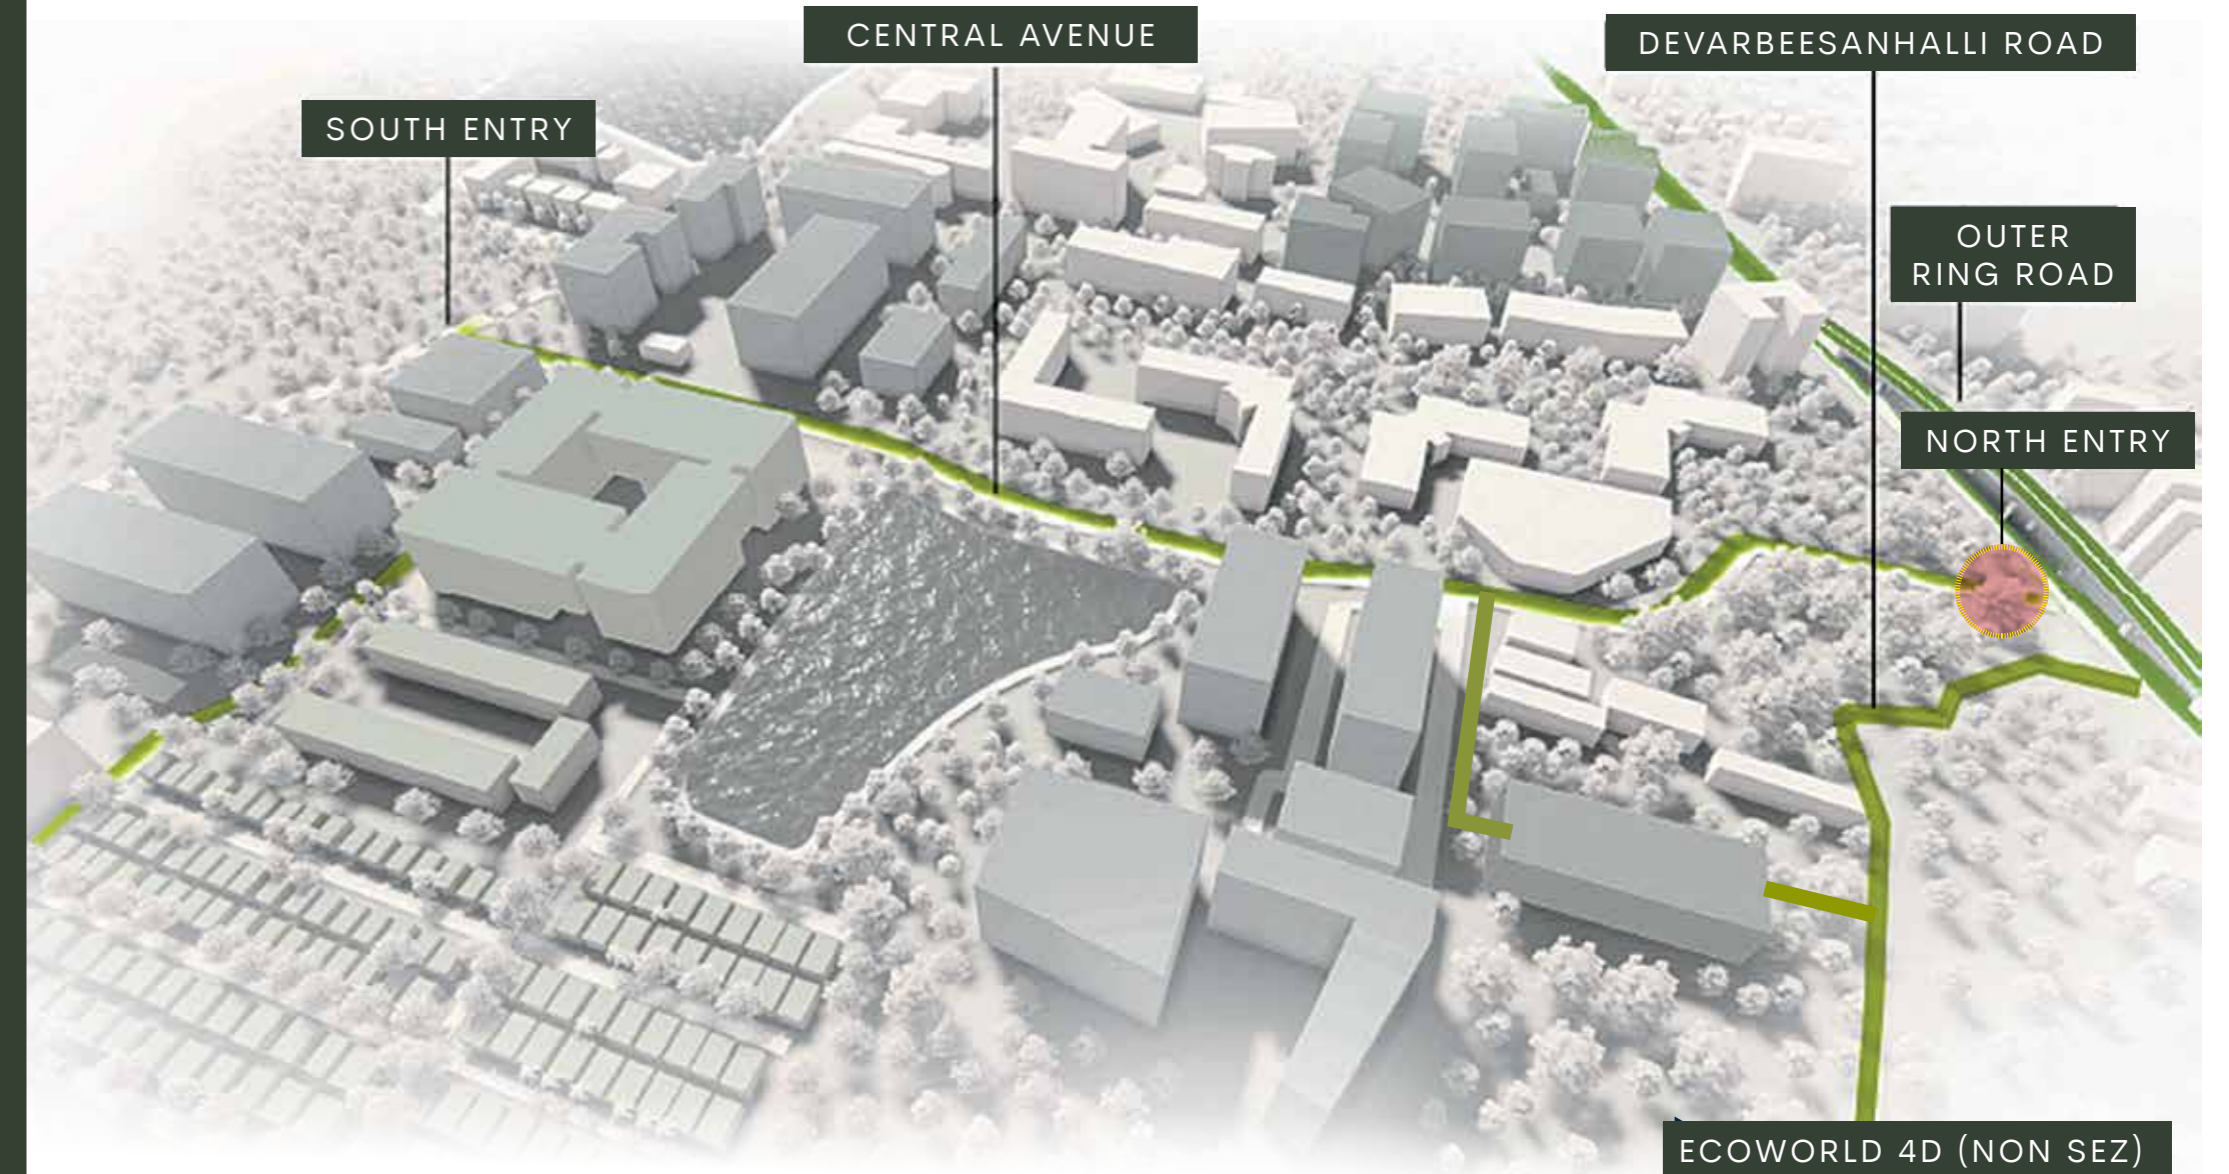 CENTRAL AVENUE
DEVARBEESANHALLI ROAD
SOUTH ENTRY
OUTER
RING ROAD
NORTH ENTRY
ECOWORLD 4D (NON SEZ)